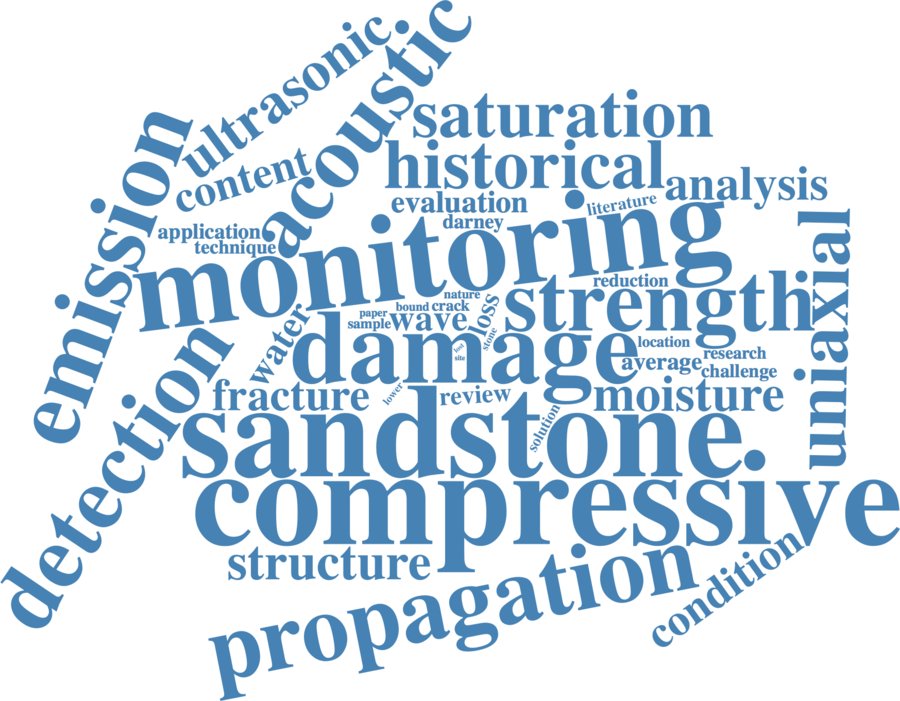 ultrasonic
acoustic
emission
saturation
content
historical
analysis
evaluation
literature
darney
application
technique
monitoring
uniaxial
reduction
nature
strength
loss
bound
crack
paper
sample
wave
water
stone
damage
location
site
average
research
challenge
detection
fracture
lower
review
moisture
solution
sandstone
compressive
structure
propagation
condition